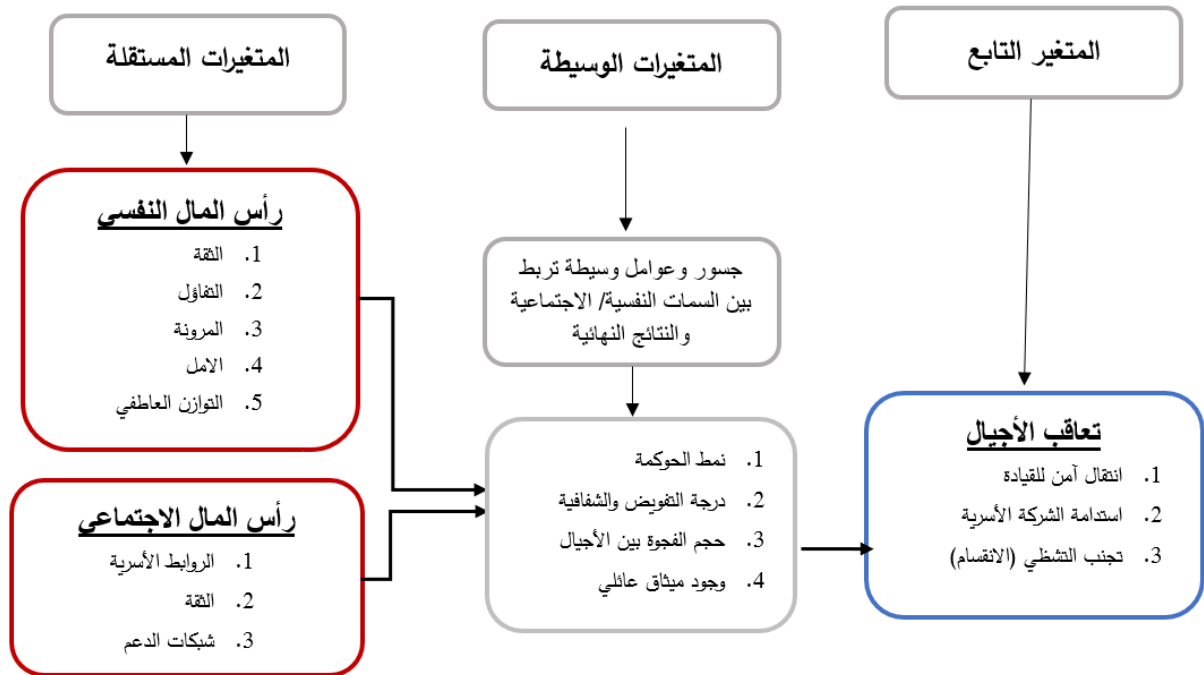 المتغيرات المستقلة
رأس المال النفسي
1. الثقة
2. التفاؤل
3. المرونة
4. الامل
5. التوازن العاطفي
رأس المال الاجتماعي
1. الروابط الأسرية
2. الثقة
3. شبكات الدعم
المتغيرات الوسيطة
جسور وعوامل وسيطة تربط
بين السمات النفسية/ الاجتماعية
والنتائج النهائية
1. نمط الحوكمة
2. درجة التفويض والشفافية
3. حجم الفجوة بين الأجيال
4. وجود ميثاق عائلي
المتغير التابع
تعاقب الأجيال
1. انتقال آمن للقيادة
2. استدامة الشركة الأسرية
3. تجنب التشظي (الانقسام)